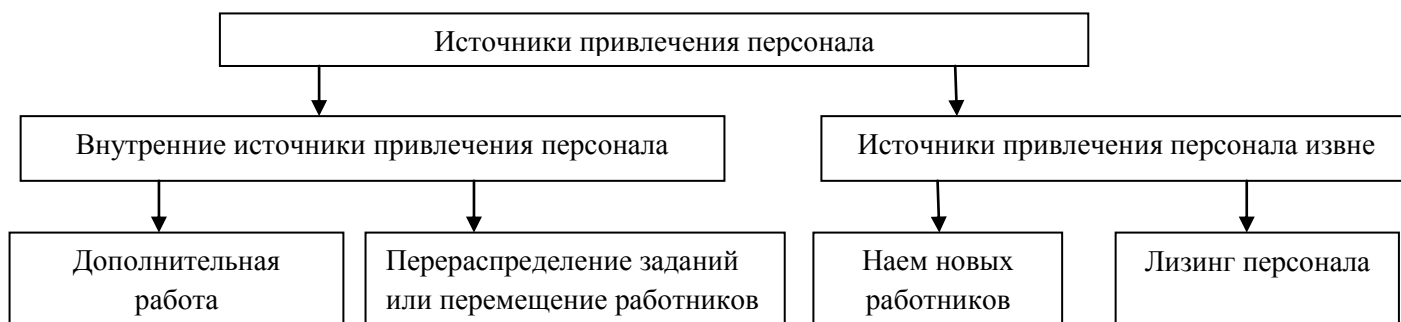 Источники привлечения персонала
Внутренние источники привлечения персонала
Источники привлечения персонала извне
Дополнительная
работа
Перераспределение заданий
или перемещение работников
Наем новых
работников
Лизинг персонала